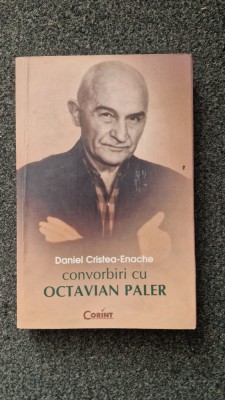 Daniel Cristea-Enache
convorbiri cu
OCTAVIAN PALER
CORINT